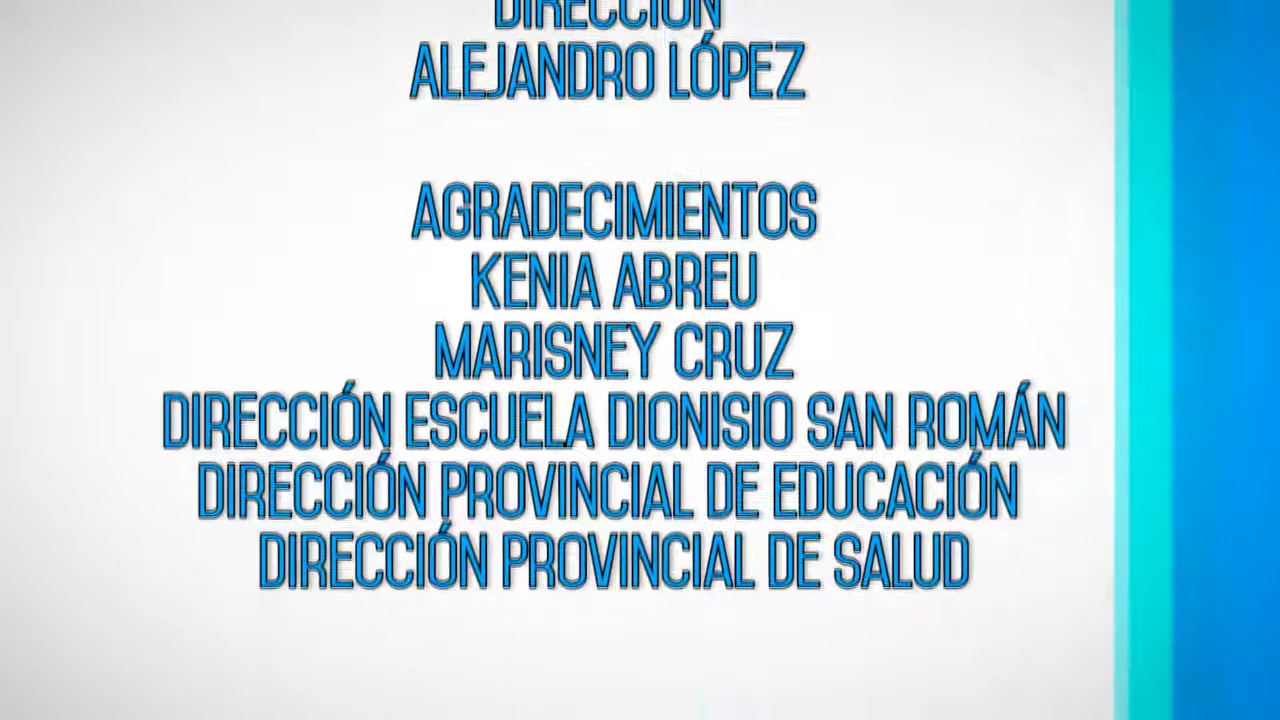 DIRECCIÓN
ALEJANDRO LÓPEZ
AGRADECIMIENTOS
KENIA ABREU
MARISNEY CRUZ
DIRECCIÓN ESCUELA DIONISIO SAN ROMÁN
DIRECCIÓN PROVINCIAL DE EDUCACIÓN
DIRECCIÓN PROVINCIAL DE SALUD